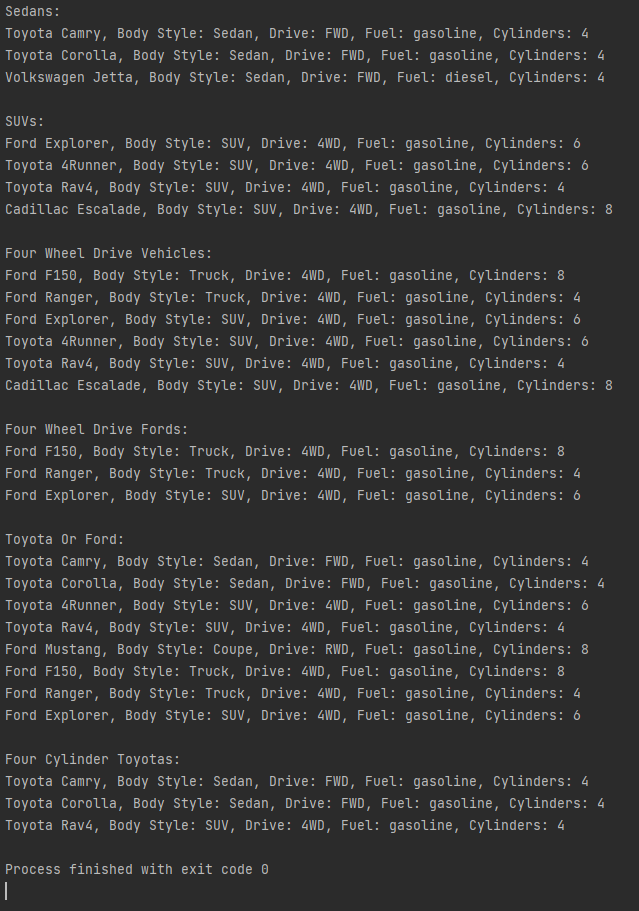 Sedans:
Toyota Camry, Body Style: Sedan, Drive: FWD, Fuel: gasoline, Cylinders: 4
Toyota Corolla, Body Style: Sedan, Drive: FWD, Fuel: gasoline, Cylinders: 4
Volkswagen Jetta, Body Style: Sedan, Drive: FWD, Fuel: diesel, Cylinders: 4

SUVs:
Ford Explorer, Body Style: SUV, Drive: 4WD, Fuel: gasoline, Cylinders: 6
Toyota 4Runner, Body Style: SUV, Drive: 4WD, Fuel: gasoline, Cylinders: 6
Toyota Rav4, Body Style: SUV, Drive: 4WD, Fuel: gasoline, Cylinders: 4
Cadillac Escalade, Body Style: SUV, Drive: 4WD, Fuel: gasoline, Cylinders: 8

Four Wheel Drive Vehicles:
Ford F150, Body Style: Truck, Drive: 4WD, Fuel: gasoline, Cylinders: 8
Ford Ranger, Body Style: Truck, Drive: 4WD, Fuel: gasoline, Cylinders: 4
Ford Explorer, Body Style: SUV, Drive: 4WD, Fuel: gasoline, Cylinders: 6
Toyota 4Runner, Body Style: SUV, Drive: 4WD, Fuel: gasoline, Cylinders: 6
Toyota Rav4, Body Style: SUV, Drive: 4WD, Fuel: gasoline, Cylinders: 4
Cadillac Escalade, Body Style: SUV, Drive: 4WD, Fuel: gasoline, Cylinders: 8

Four Wheel Drive Fords:
Ford F150, Body Style: Truck, Drive: 4WD, Fuel: gasoline, Cylinders: 8
Ford Ranger, Body Style: Truck, Drive: 4WD, Fuel: gasoline, Cylinders: 4
Ford Explorer, Body Style: SUV, Drive: 4WD, Fuel: gasoline, Cylinders: 6

Toyota Or Ford:
Toyota Camry, Body Style: Sedan, Drive: FWD, Fuel: gasoline, Cylinders: 4
Toyota Corolla, Body Style: Sedan, Drive: FWD, Fuel: gasoline, Cylinders: 4
Toyota 4Runner, Body Style: SUV, Drive: 4WD, Fuel: gasoline, Cylinders: 6
Toyota Rav4, Body Style: SUV, Drive: 4WD, Fuel: gasoline, Cylinders: 4
Ford Mustang, Body Style: Coupe, Drive: RWD, Fuel: gasoline, Cylinders: 8
Ford F150, Body Style: Truck, Drive: 4WD, Fuel: gasoline, Cylinders: 8
Ford Ranger, Body Style: Truck, Drive: 4WD, Fuel: gasoline, Cylinders: 4
Ford Explorer, Body Style: SUV, Drive: 4WD, Fuel: gasoline, Cylinders: 6

Four Cylinder Toyotas:
Toyota Camry, Body Style: Sedan, Drive: FWD, Fuel: gasoline, Cylinders: 4
Toyota Corolla, Body Style: Sedan, Drive: FWD, Fuel: gasoline, Cylinders: 4
Toyota Rav4, Body Style: SUV, Drive: 4WD, Fuel: gasoline, Cylinders: 4

Process finished with exit code 0